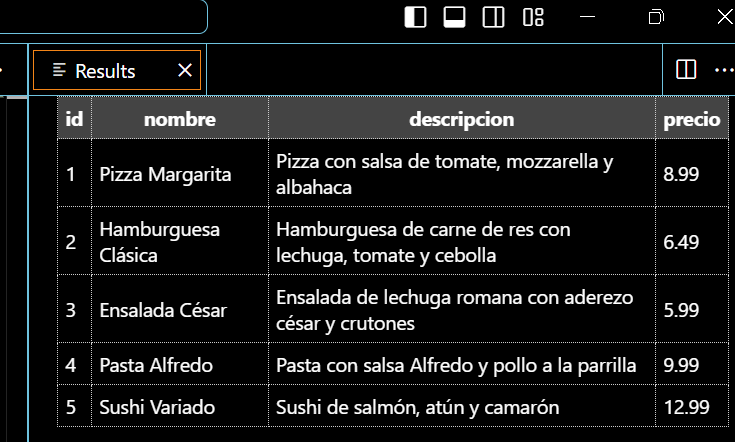 Results
id nombre descripcion precio
1 Pizza Margarita Pizza con salsa de tomate, mozzarella y albahaca 8.99
2 Hamburguesa Clásica Hamburguesa de carne de res con lechuga, tomate y cebolla 6.49
3 Ensalada César Ensalada de lechuga romana con aderezo césar y crutones 5.99
4 Pasta Alfredo Pasta con salsa Alfredo y pollo a la parrilla 9.99
5 Sushi Variado Sushi de salmón, atún y camarón 12.99